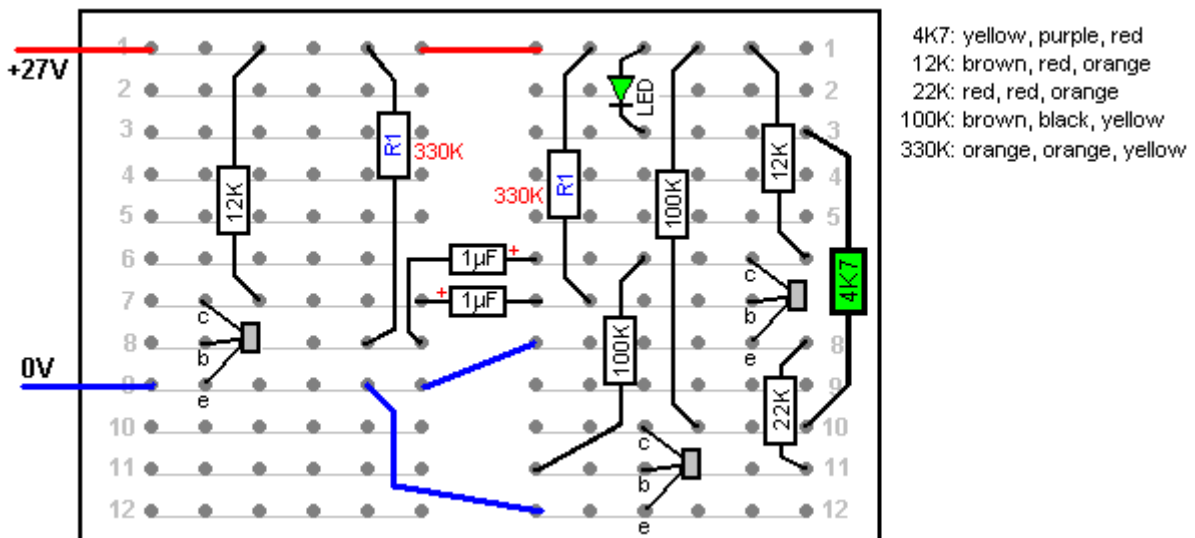 4K7: yellow, purple, red
12K: brown, red, orange
22K: red, red, orange
100K: brown, black, yellow
330K: orange, orange, yellow
1 1
+27V
2 LED 2
3 R1 330K 3
4 12K 4
12K 330K R1 100K
5 5
6 1µF + 6
7 + 1µF c 7
4K7
c b
8 b 100K e 8
0V
9 e 9
22K
10 c 10
11 b 11
12 e 12